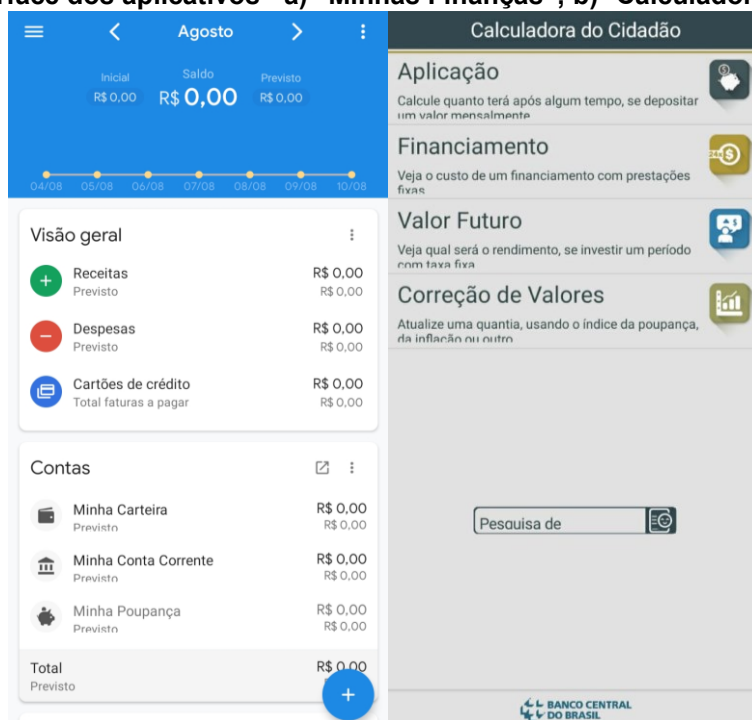 dos aplicativos - a) "Minhas Finanças"; b) "Calculador
Agosto
Inicial
Saldo
Previsto
R$ 0,00
R$ 0,00
R$ 0,00
04/08
05/08
06/08
07/08
08/08
09/08
10/08
Visão geral
Receitas
R$ 0,00
Previsto
R$ 0,00
Despesas
R$ 0,00
Previsto
R$ 0,00
Cartões de crédito
R$ 0,00
Total faturas a pagar
R$ 0,00
Contas
Minha Carteira
R$ 0,00
Previsto
R$ 0,00
Minha Conta Corrente
R$ 0,00
Previsto
R$ 0,00
Minha Poupança
R$ 0,00
Previsto
R$ 0,00
Total
R$ 0,00
Previsto
Calculadora do Cidadão
Aplicação
Calcule quanto terá após algum tempo, se depositar
um valor mensalmente
Financiamento
Veja o custo de um financiamento com prestações
fixas
Valor Futuro
Veja qual será o rendimento, se investir um período
com taxa fixa
Correção de Valores
Atualize uma quantia, usando o índice da poupança,
da inflação ou outro
Pesquisa de
BANCO CENTRAL
DO BRASIL